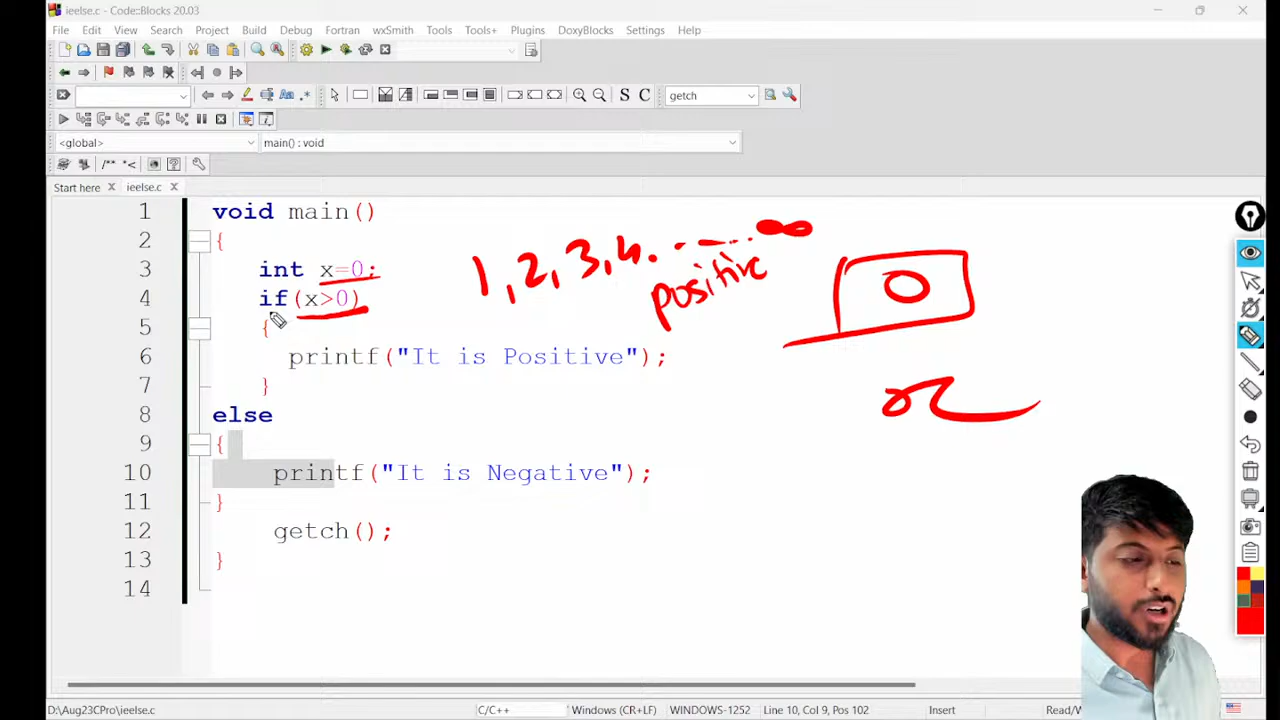 ieelse.c - Code::Blocks 20.03
File Edit View Search Project Build Debug Fortran wxSmith Tools Tools+ Plugins DoxyBlocks Settings Help
S C getch
<global> main() : void
/** *<
Start here ieelse.c
1 void main()
2 {
3 int x=0;
4 if(x>0)
5 {
6 printf("It is Positive");
7 }
8 else
9 {
10 printf("It is Negative");
11 }
12 getch();
13 }
14
1, 2, 3, 4. ..... ∞
positive
0
x
D:\Aug23CPro\ieelse.c C/C++ Windows (CR+LF) WINDOWS-1252 Line 10, Col 9, Pos 102 Insert Read/W